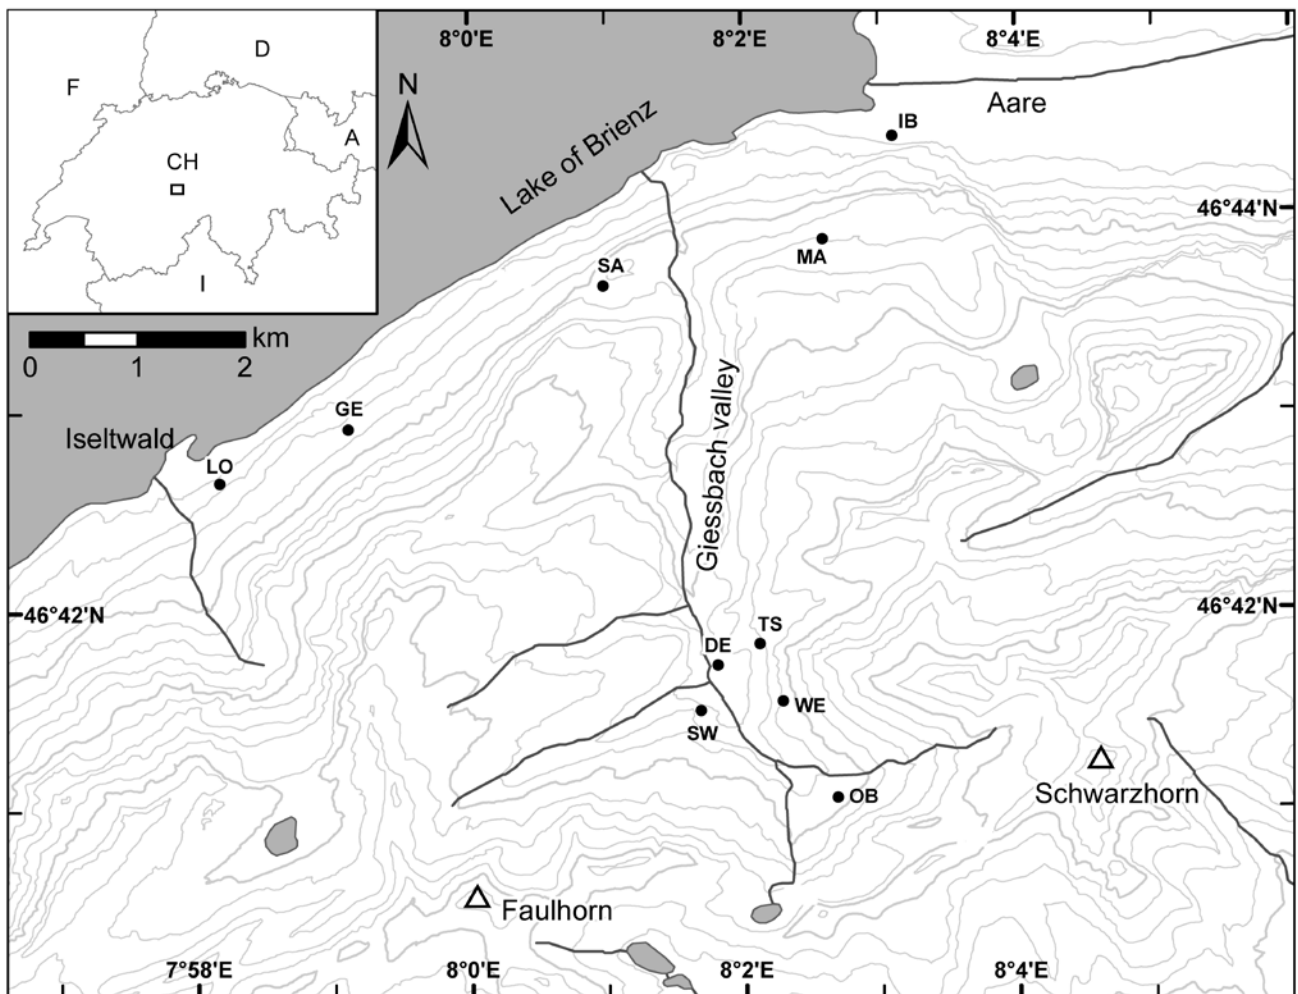 8°0'E
8°2'E
8°4'E
D
F
N
A
CH
I
Aare
IB
Lake of Brienz
46°44'N
MA
SA
km
0
1
2
GE
Iseltwald
LO
Giessbach valley
46°42'N
46°42'N
TS
DE
WE
SW
OB
Schwarzhorn
Faulhorn
7°58'E
8°0'E
8°2'E
8°4'E